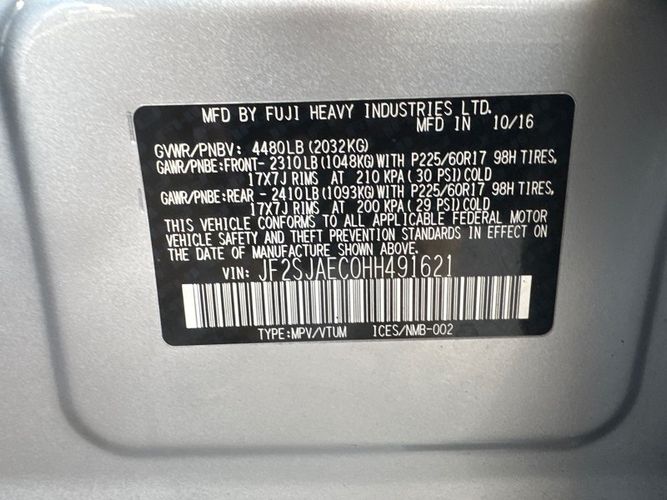 MFD BY FUJI HEAVY INDUSTRIES LTD.
MFD IN 10/16
GVWR/PNBV: 4480LB(2032KG)
GAWR/PNBE:FRONT- 2310LB(1048KG)WITH P225/60R17 98H TIRES,
17X7J RIMS AT 210 KPA(30 PSI)COLD
GAWR/PNBE:REAR - 2410LB(1093KG)WITH P225/60R17 98H TIRES,
17X7J RIMS AT 200 KPA(29 PSI)COLD
THIS VEHICLE CONFORMS TO ALL APPLICABLE FEDERAL MOTOR
VEHICLE SAFETY AND THEFT PREVENTION STANDARDS IN EFFECT ON
THE DATE OF MANUFACTURE SHOWN ABOVE.
VIN: JF2SJAEC0HH491621
TYPE:MPV/VTUM ICES/NMB-002